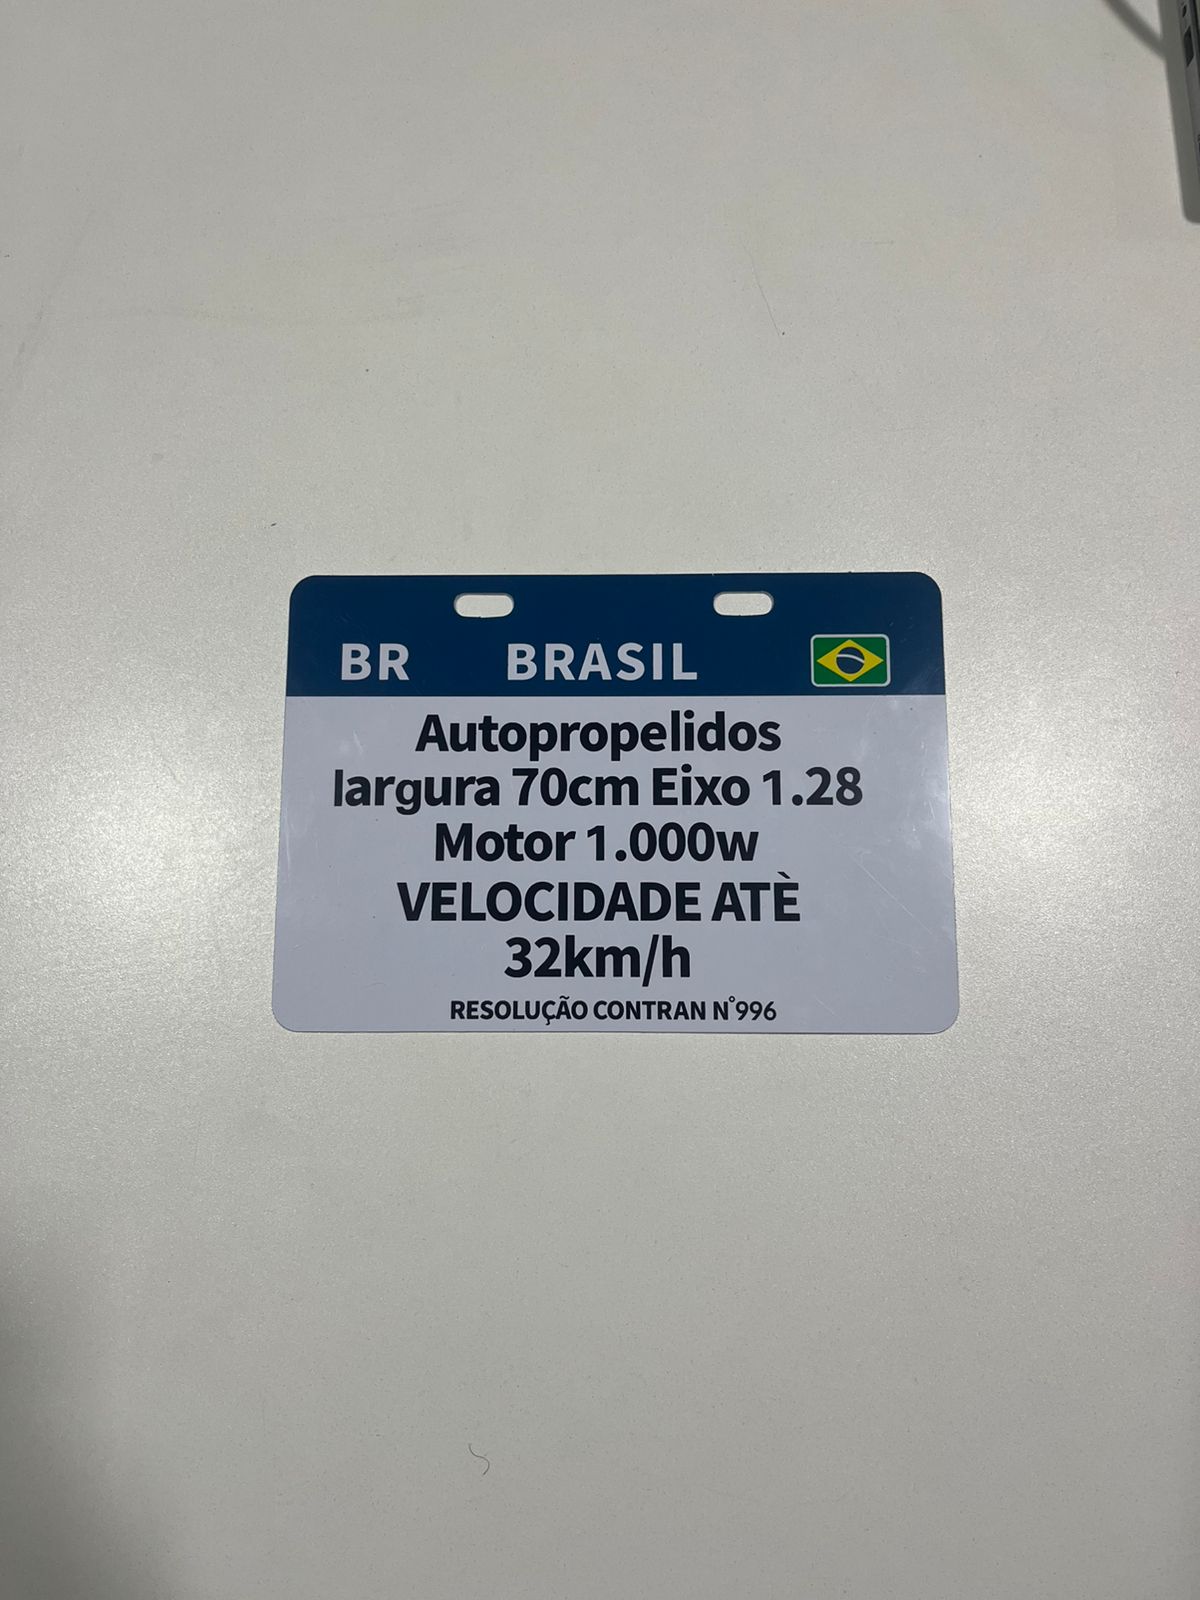 BR BRASIL
Autopropelidos
largura 70cm Eixo 1.28
Motor 1.000w
VELOCIDADE ATÈ
32km/h
RESOLUÇÃO CONTRAN N°996